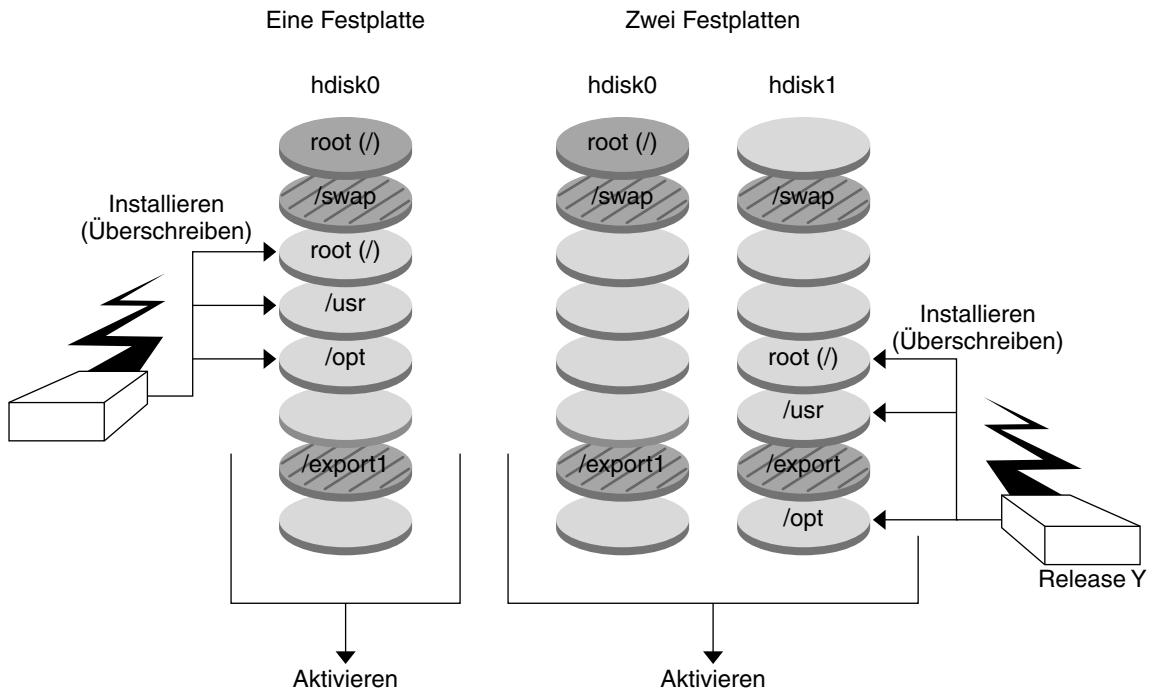 Eine Festplatte
Zwei Festplatten
hdisk0
hdisk0
hdisk1
root (/)
root (/)
/swap
/swap
/swap
Installieren
(Überschreiben)
root (/)
/usr
/opt
Installieren
(Überschreiben)
root (/)
/usr
/export1
/export1
/export
/opt
Release Y
Aktivieren
Aktivieren